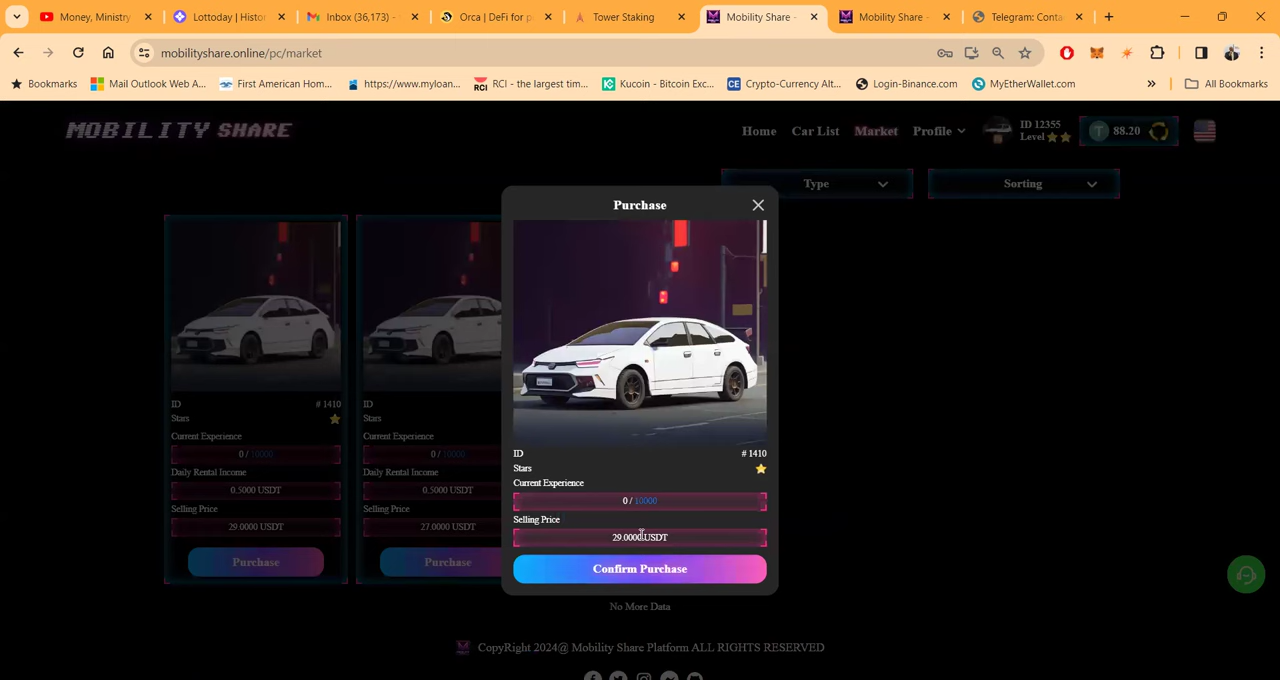 Money, Ministry
Lottoday | Histor
Inbox (36,173) -
Orca | DeFi for p
Tower Staking
Mobility Share -
Mobility Share -
Telegram: Conta
mobilityshare.online/pc/market
Bookmarks
Mail Outlook Web A...
First American Hom...
https://www.myloan...
RCI - the largest tim...
Kucoin - Bitcoin Exc...
Crypto-Currency Alt...
Login-Binance.com
MyEtherWallet.com
»
All Bookmarks
MOBILITY SHARE
Home
Car List
Market
Profile
ID 12355
Level
88.20
Type
Sorting
Purchase
ID
# 1410
Stars
Current Experience
0 / 10000
Selling Price
29.0000 USDT
Confirm Purchase
ID
# 1410
Stars
Current Experience
0 / 10000
Daily Rental Income
0.5000 USDT
Selling Price
29.0000 USDT
Purchase
ID
Stars
Current Experience
0 / 10000
Daily Rental Income
0.5000 USDT
Selling Price
27.0000 USDT
Purchase
No More Data
CopyRight 2024@ Mobility Share Platform ALL RIGHTS RESERVED